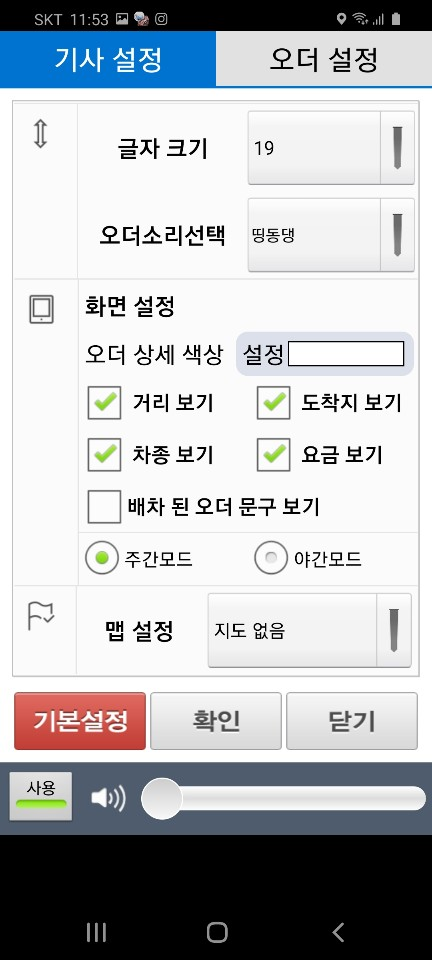 SKT 11:53
기사 설정 오더 설정
글자 크기 19
오더소리선택 띵동댕
화면 설정
오더 상세 색상 설정
거리 보기 도착지 보기
차종 보기 요금 보기
배차 된 오더 문구 보기
주간모드 야간모드
맵 설정 지도 없음
기본설정 확인 닫기
사용